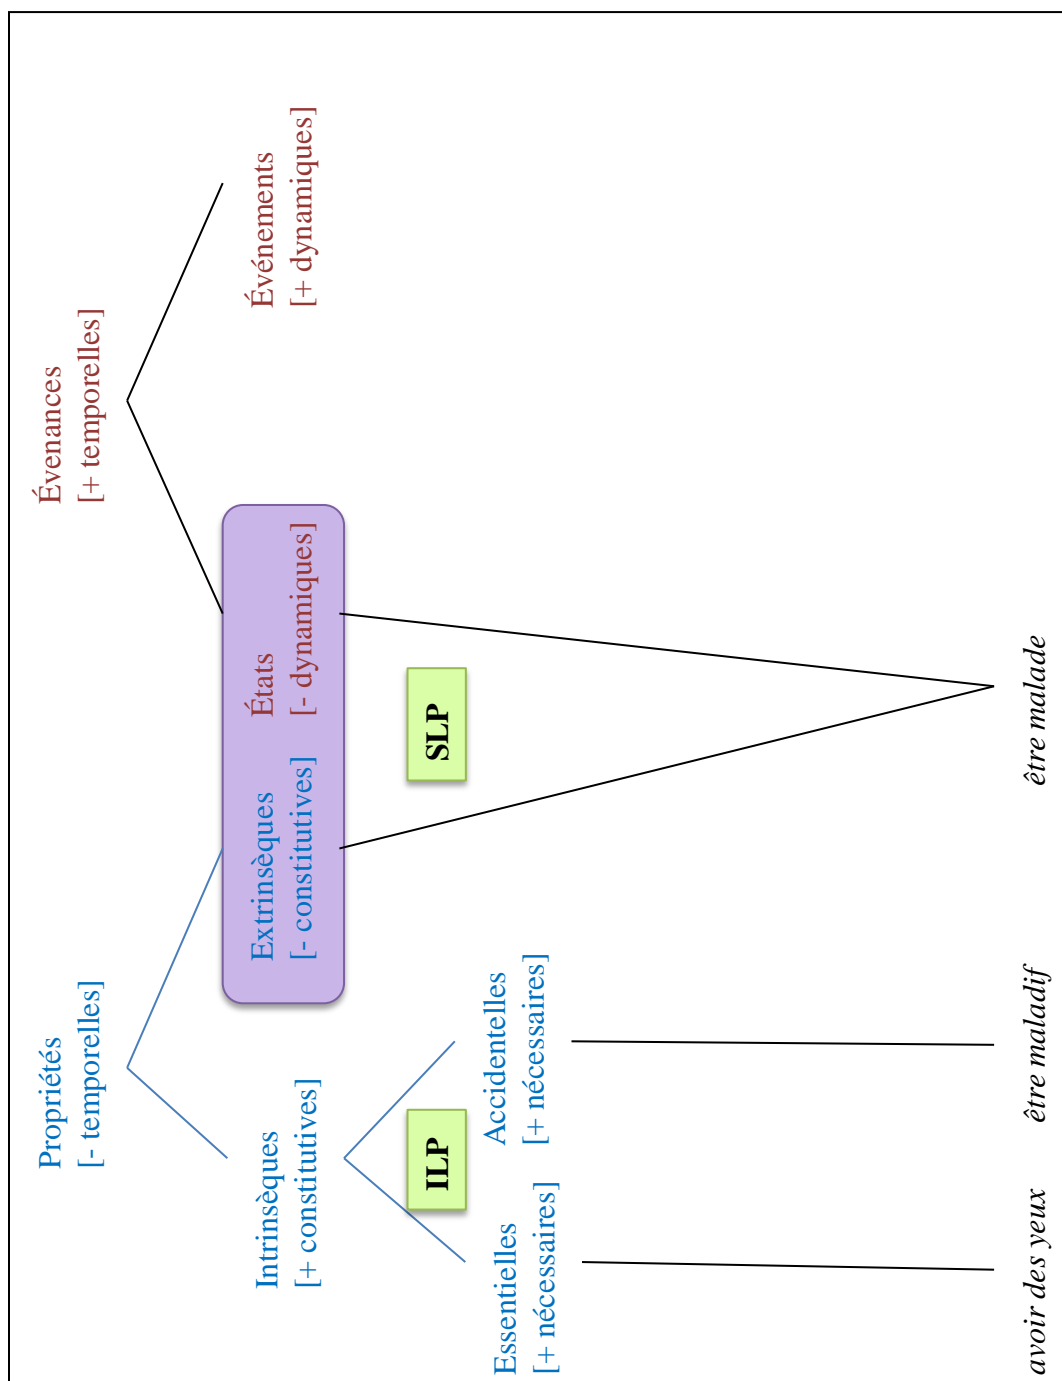 Propriétés
[- temporelles]
Évenances
[+ temporelles]
Intrinsèques
[+ constitutives]
Extrinsèques
[- constitutives]
États
[- dynamiques]
Événements
[+ dynamiques]
ILP
SLP
Essentielles
[+ nécessaires]
Accidentelles
[+ nécessaires]
avoir des yeux
être maladif
être malade